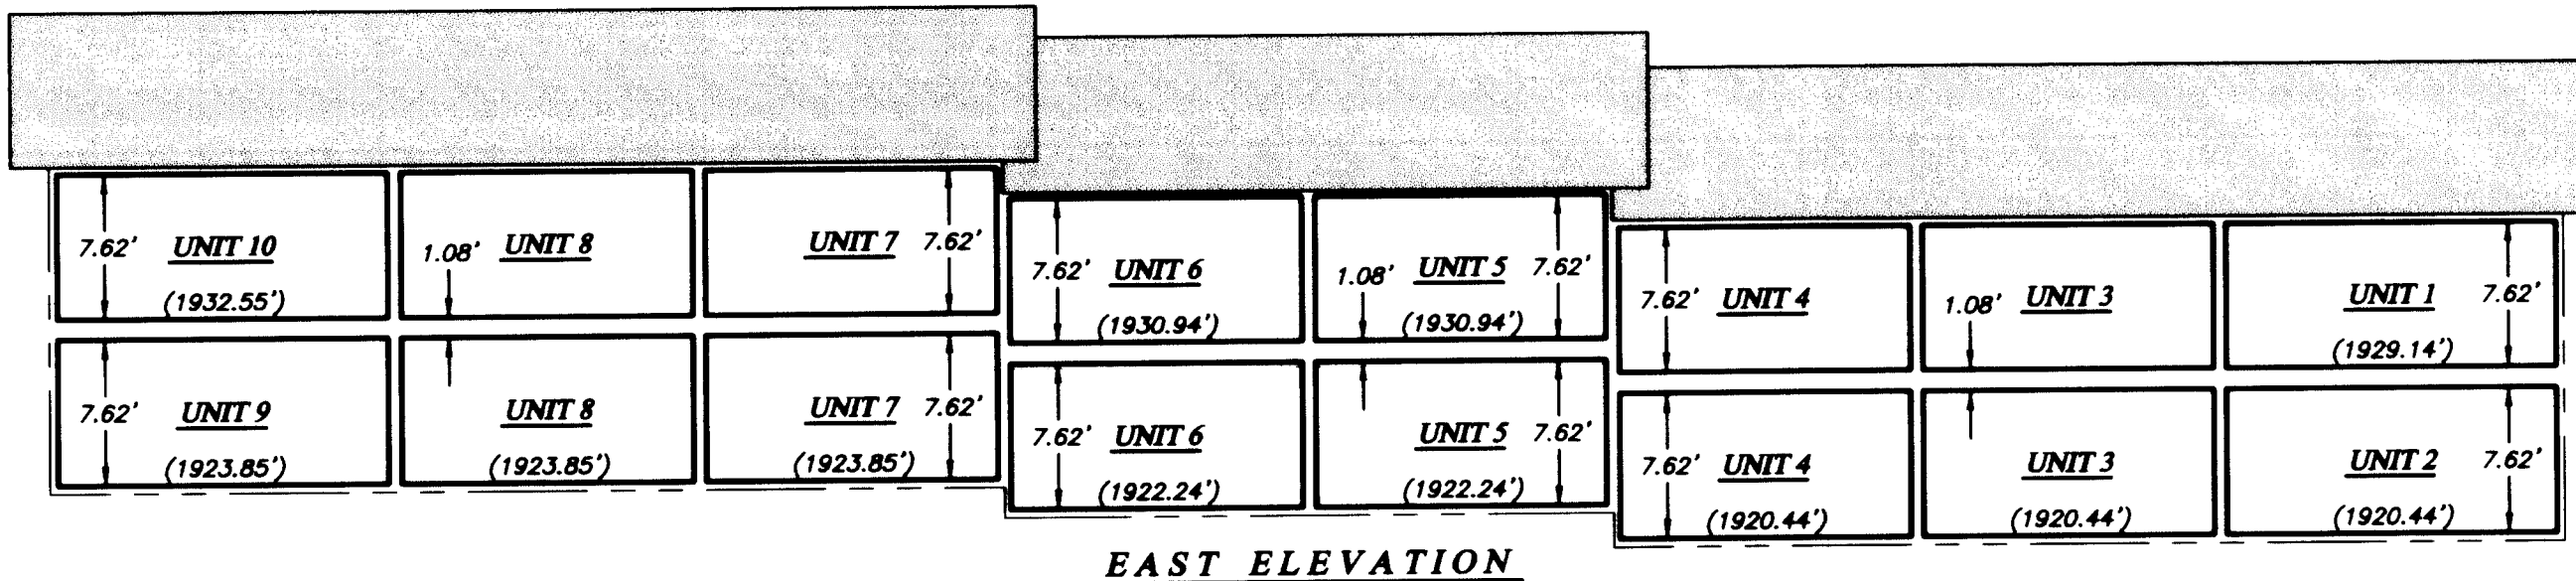 7.62' UNIT 10
(1932.55')
1.08' UNIT 8
UNIT 7 7.62'
7.62' UNIT 6
(1930.94')
1.08' UNIT 5 7.62'
(1930.94')
7.62' UNIT 4
1.08' UNIT 3
UNIT 1 7.62'
(1929.14')
7.62' UNIT 9
(1923.85')
UNIT 8
(1923.85')
UNIT 7 7.62'
(1923.85')
7.62' UNIT 6
(1922.24')
UNIT 5 7.62'
(1922.24')
7.62' UNIT 4
(1920.44')
UNIT 3
(1920.44')
UNIT 2 7.62'
(1920.44')
EAST ELEVATION